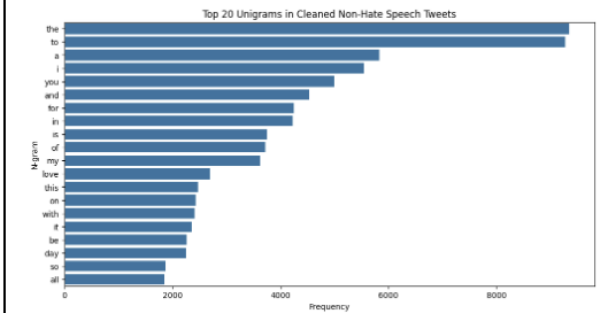 Top 20 Unigrams in Cleaned Non-Hate Speech Tweets
the
to
a
i
you
and
for
in
is
of
my
love
this
on
with
it
be
day
so
all
N-gram
0 2000 4000 6000 8000
Frequency